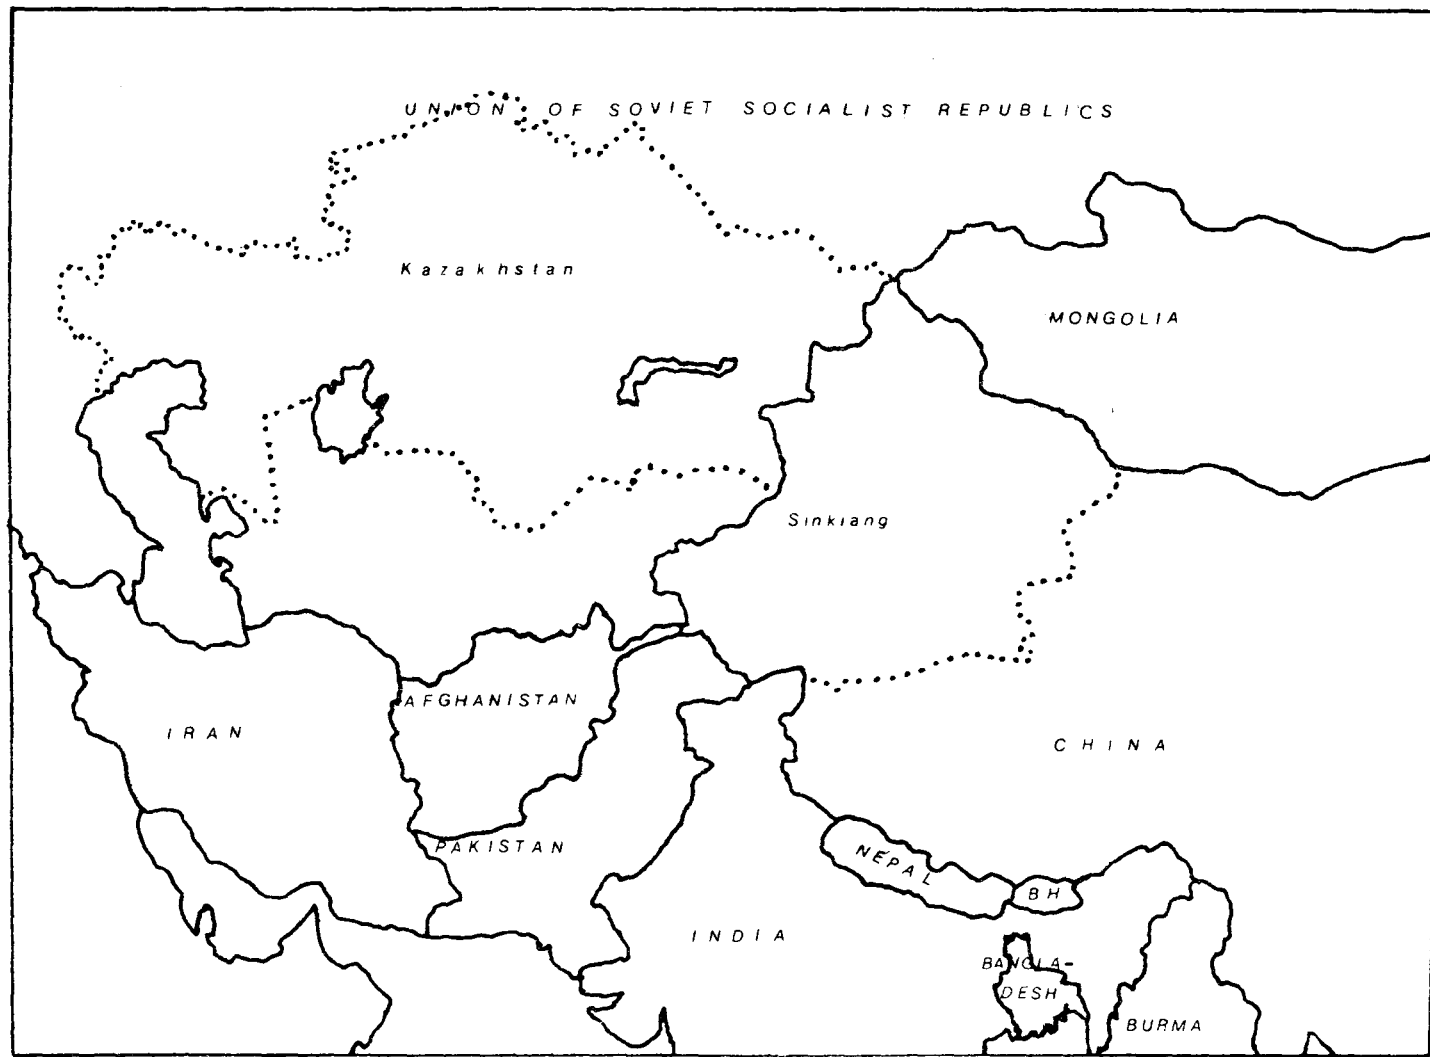 UNION OF SOVIET SOCIALIST REPUBLICS
Kazakhstan
MONGOLIA
Sinkiang
AFGHANISTAN
IRAN
CHINA
PAKISTAN
NEPAL
BH
INDIA
BANGLA-
DESH
BURMA